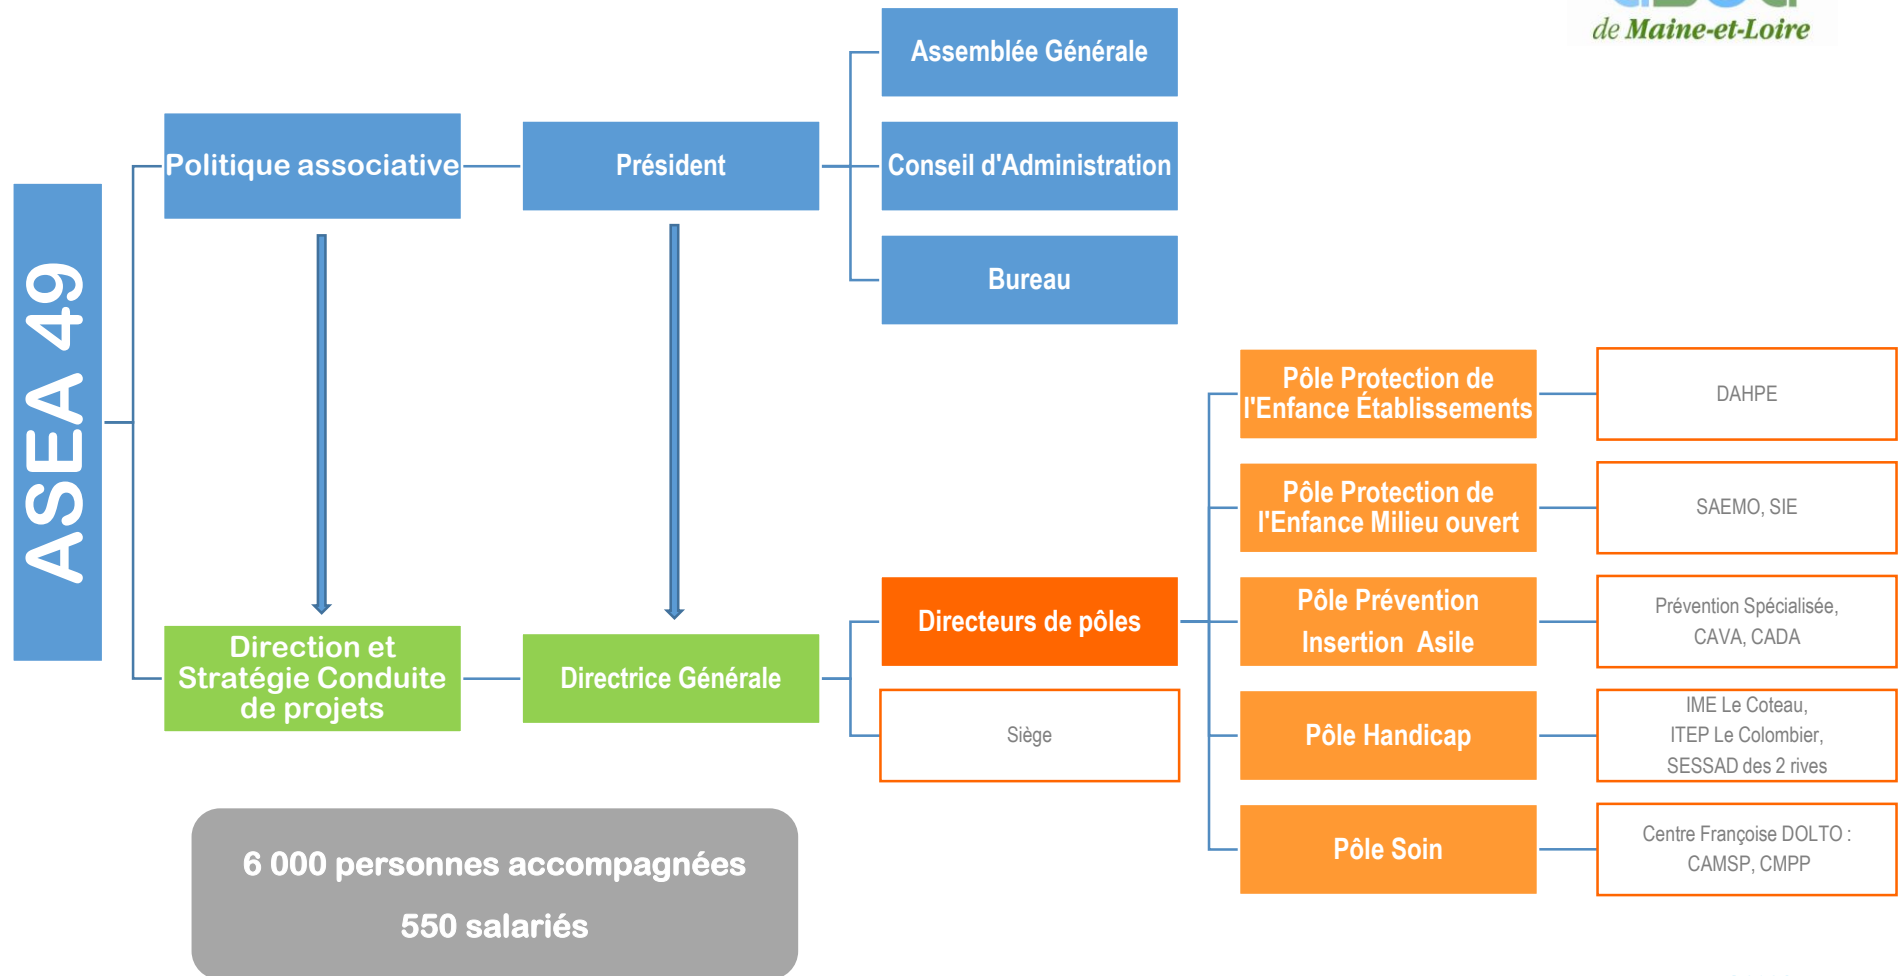 de Maine-et-Loire
ASEA 49
Politique associative
Président
Assemblée Générale
Conseil d'Administration
Bureau
Direction et
Stratégie Conduite
de projets
Directrice Générale
Directeurs de pôles
Siège
Pôle Protection de
l'Enfance Établissements
DAHPE
Pôle Protection de
l'Enfance Milieu ouvert
SAEMO, SIE
Pôle Prévention
Insertion Asile
Prévention Spécialisée,
CAVA, CADA
Pôle Handicap
IME Le Coteau,
ITEP Le Colombier,
SESSAD des 2 rives
Pôle Soin
Centre Françoise DOLTO :
CAMSP, CMPP
6 000 personnes accompagnées
550 salariés